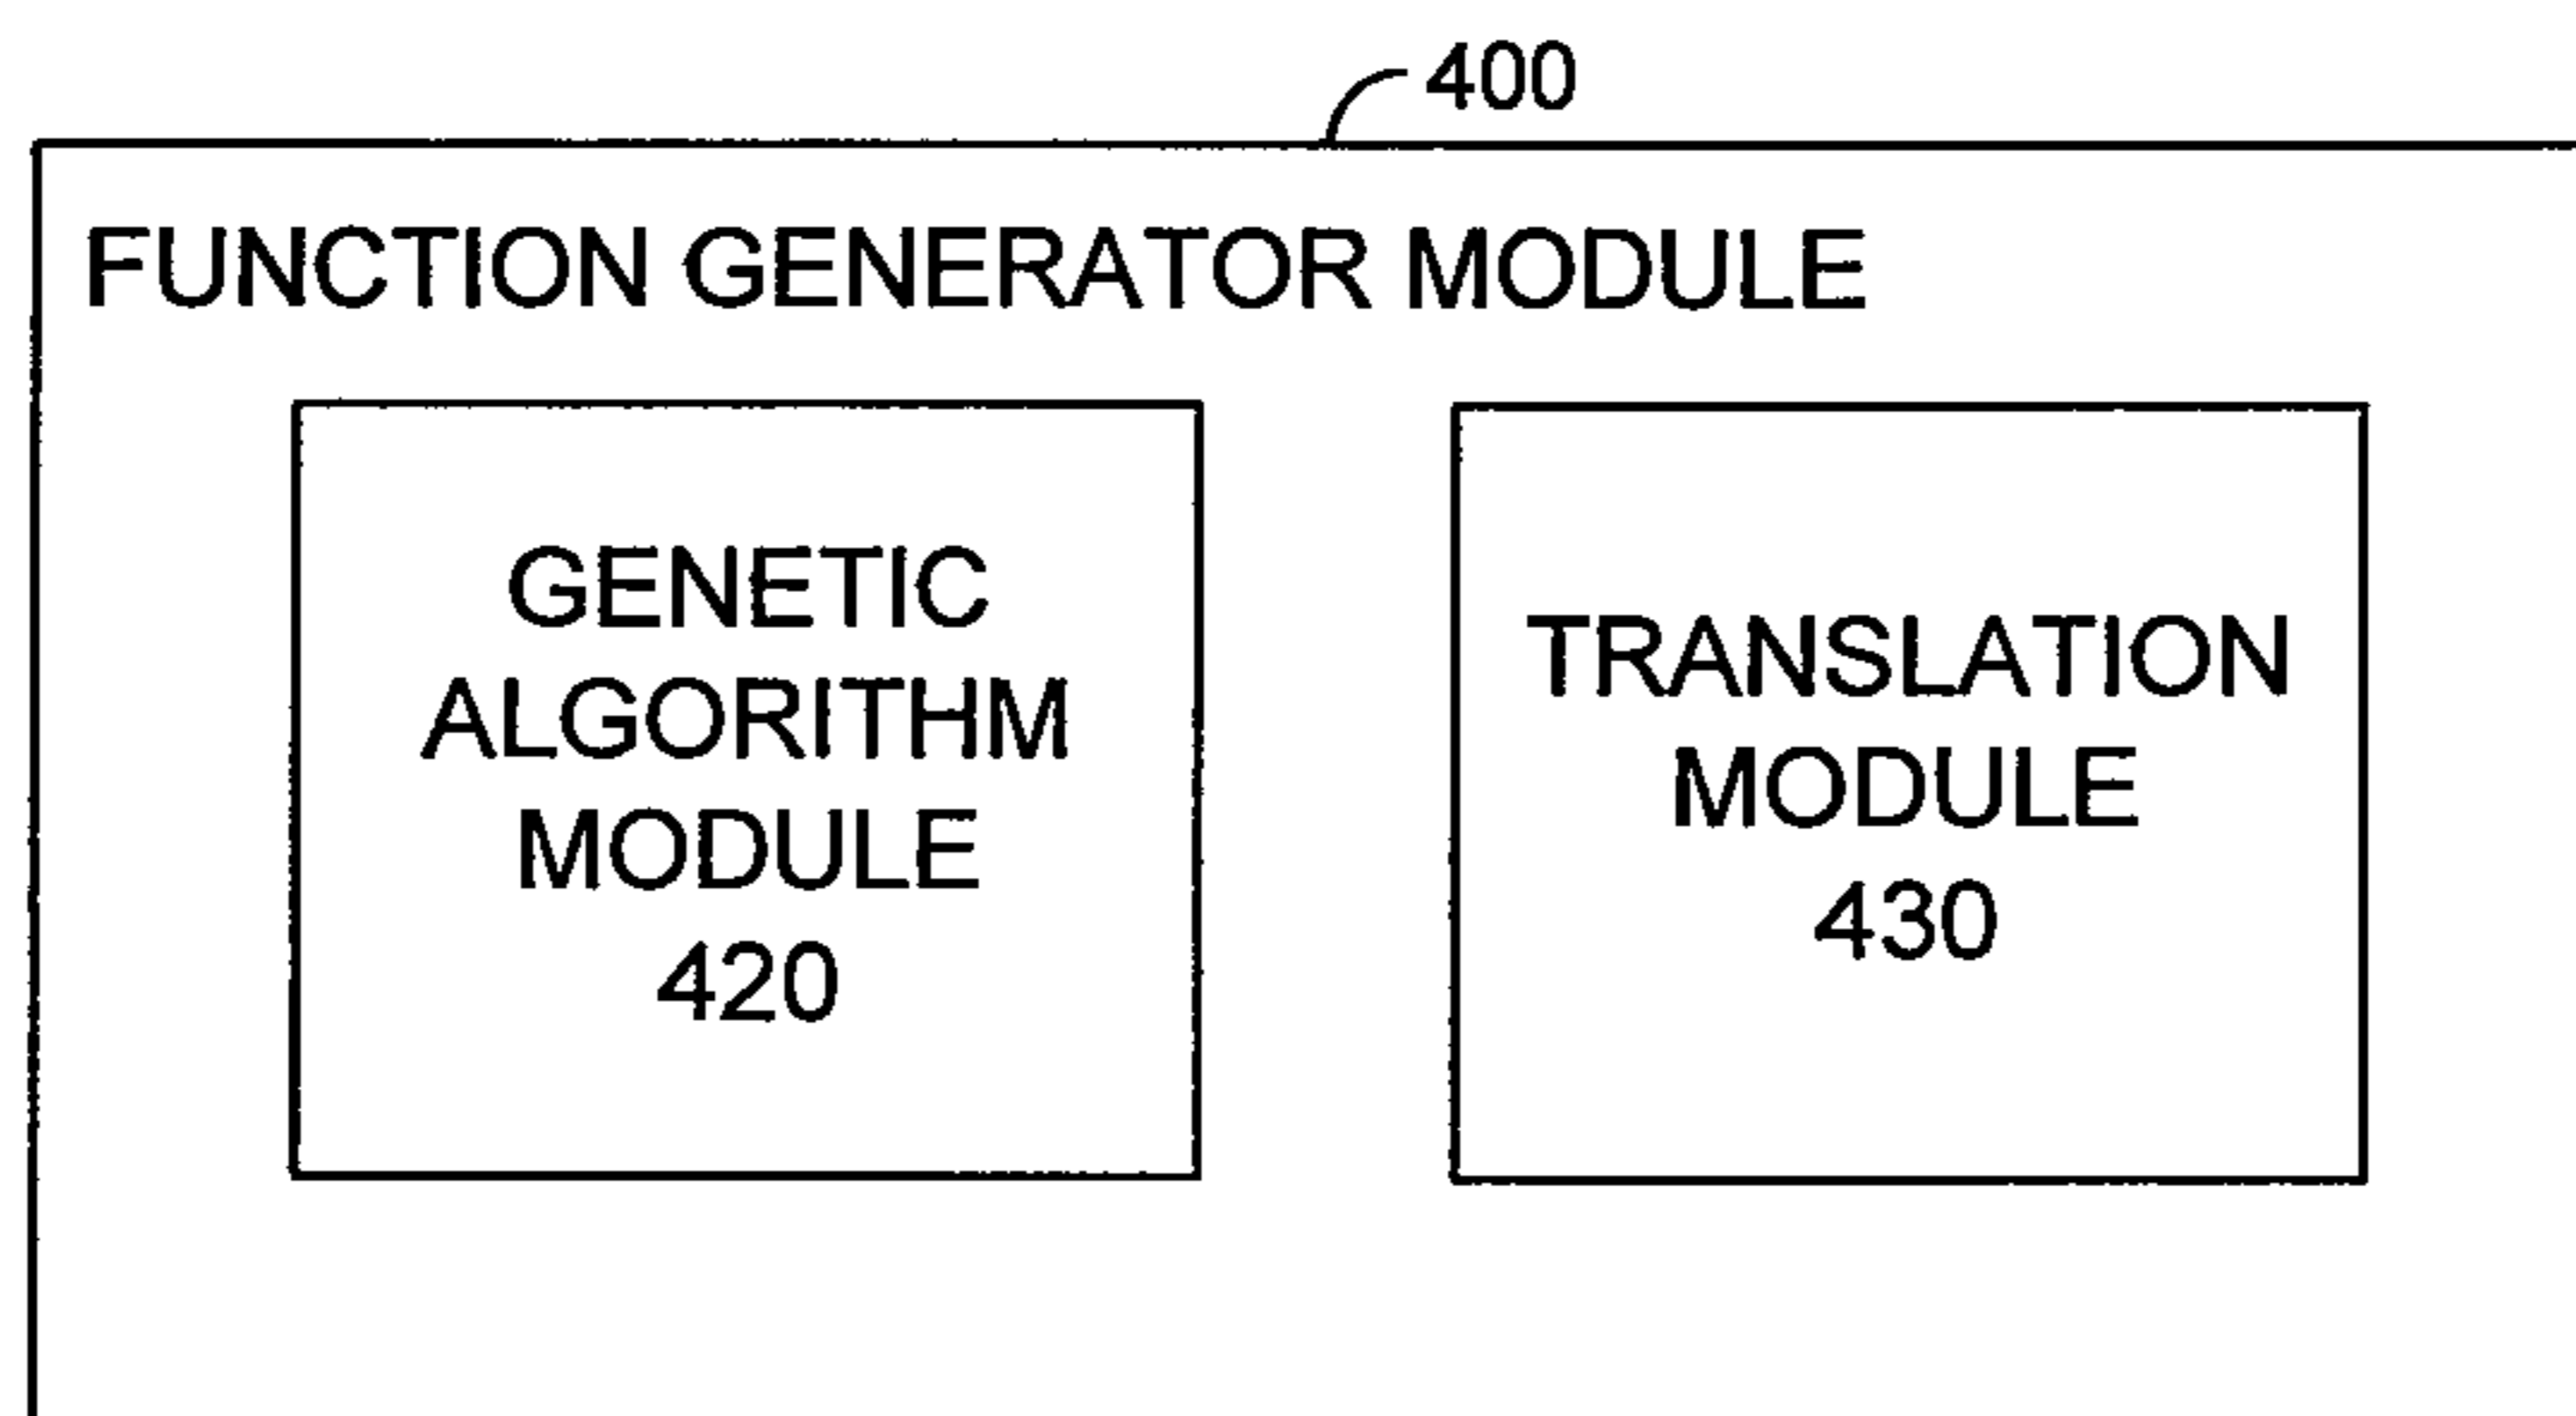 400
FUNCTION GENERATOR MODULE
GENETIC
ALGORITHM
MODULE
420
TRANSLATION
MODULE
430